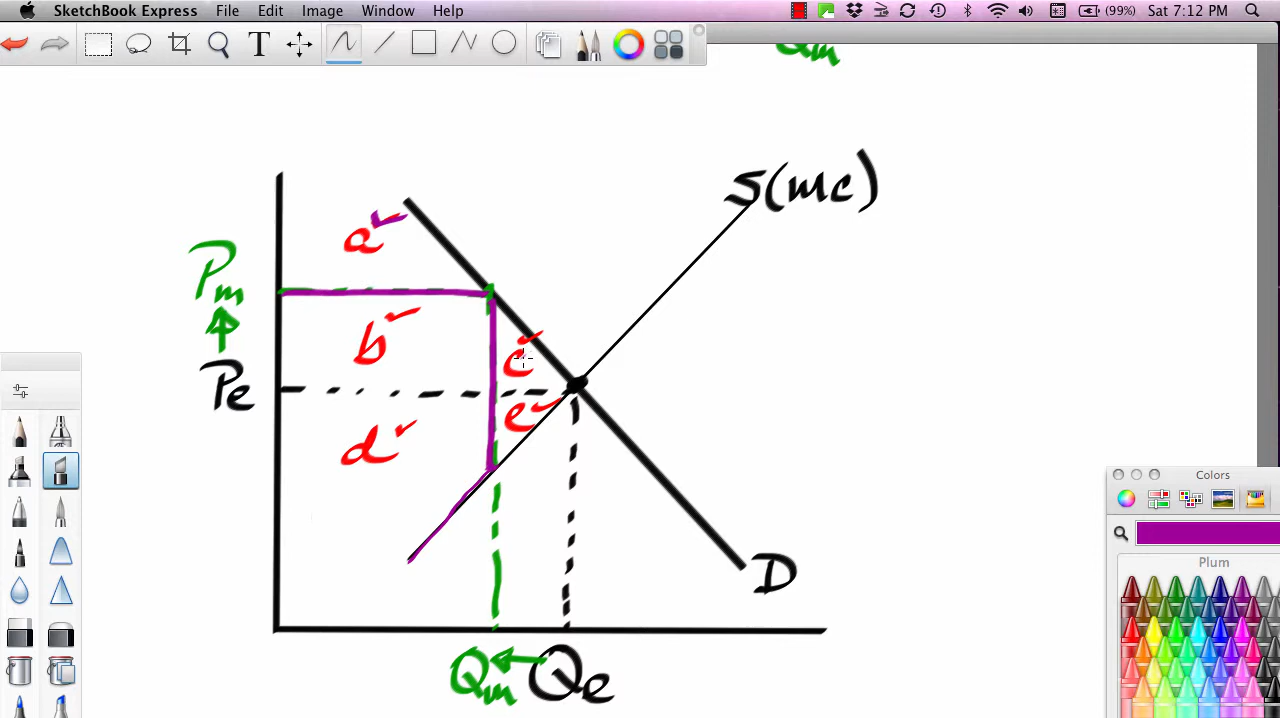 SketchBook Express File Edit Image Window Help (99%) Sat 7:12 PM
T
Qm
S(mc)
a
Pm
b
c
Pe
e
d
D
Qm Qe
Colors
Plum